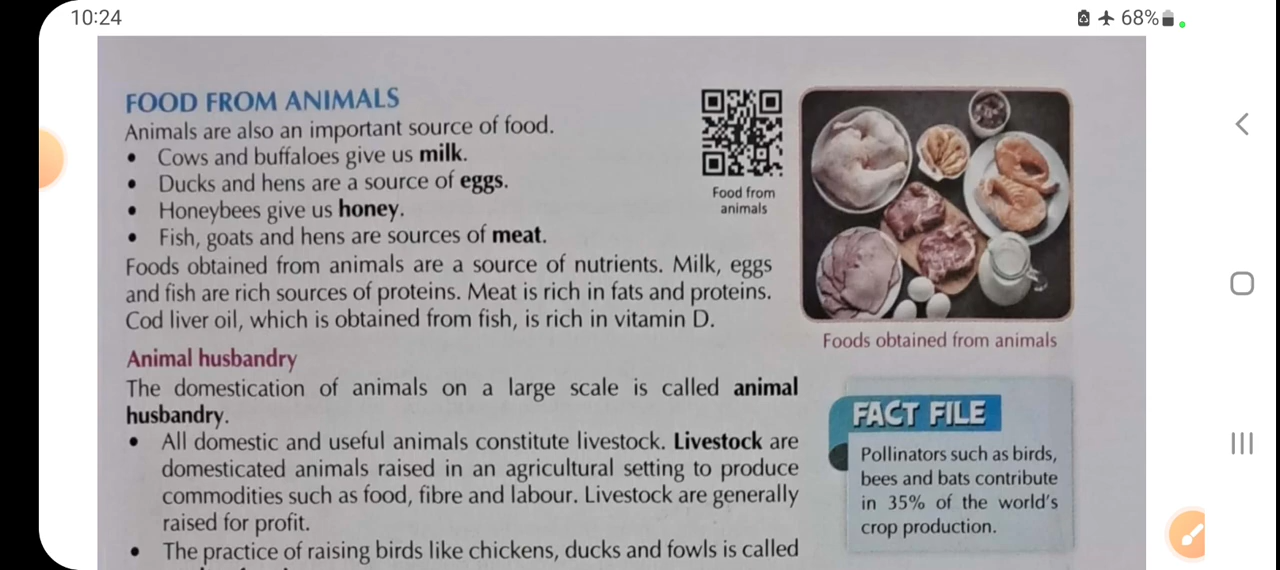 10:24
68%
FOOD FROM ANIMALS
Animals are also an important source of food.
• Cows and buffaloes give us milk.
• Ducks and hens are a source of eggs.
• Honeybees give us honey.
• Fish, goats and hens are sources of meat.
Foods obtained from animals are a source of nutrients. Milk, eggs
and fish are rich sources of proteins. Meat is rich in fats and proteins.
Cod liver oil, which is obtained from fish, is rich in vitamin D.
Food from
animals
Foods obtained from animals
Animal husbandry
The domestication of animals on a large scale is called animal
husbandry.
• All domestic and useful animals constitute livestock. Livestock are
domesticated animals raised in an agricultural setting to produce
commodities such as food, fibre and labour. Livestock are generally
raised for profit.
• The practice of raising birds like chickens, ducks and fowls is called
FACT FILE
Pollinators such as birds,
bees and bats contribute
in 35% of the world's
crop production.